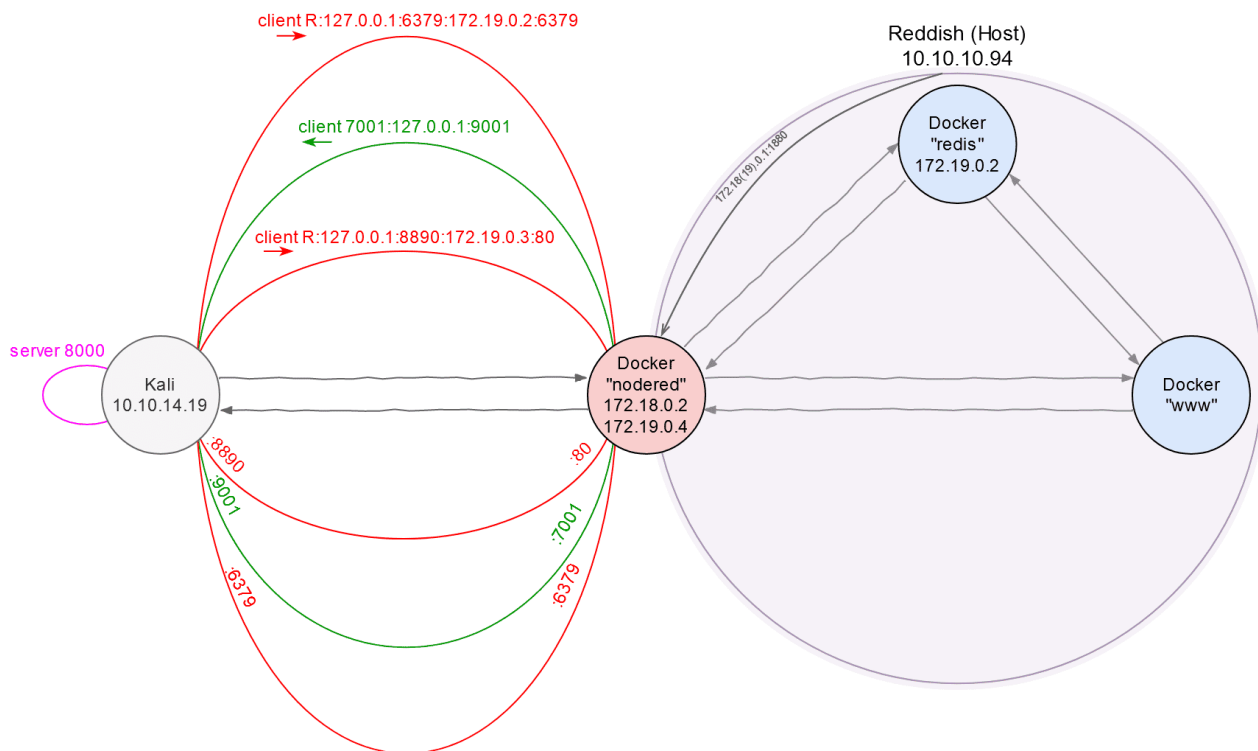 client R:127.0.0.1:6379:172.19.0.2:6379
Reddish (Host)
10.10.10.94
client 7001:127.0.0.1:9001
Docker
"redis"
172.19.0.2
172.18(19).0.1:1880
client R:127.0.0.1:8890:172.19.0.3:80
server 8000
Kali
10.10.14.19
Docker
"nodered"
172.18.0.2
172.19.0.4
Docker
"www"
:8890
:80
:9001
:7001
:6379
:6379